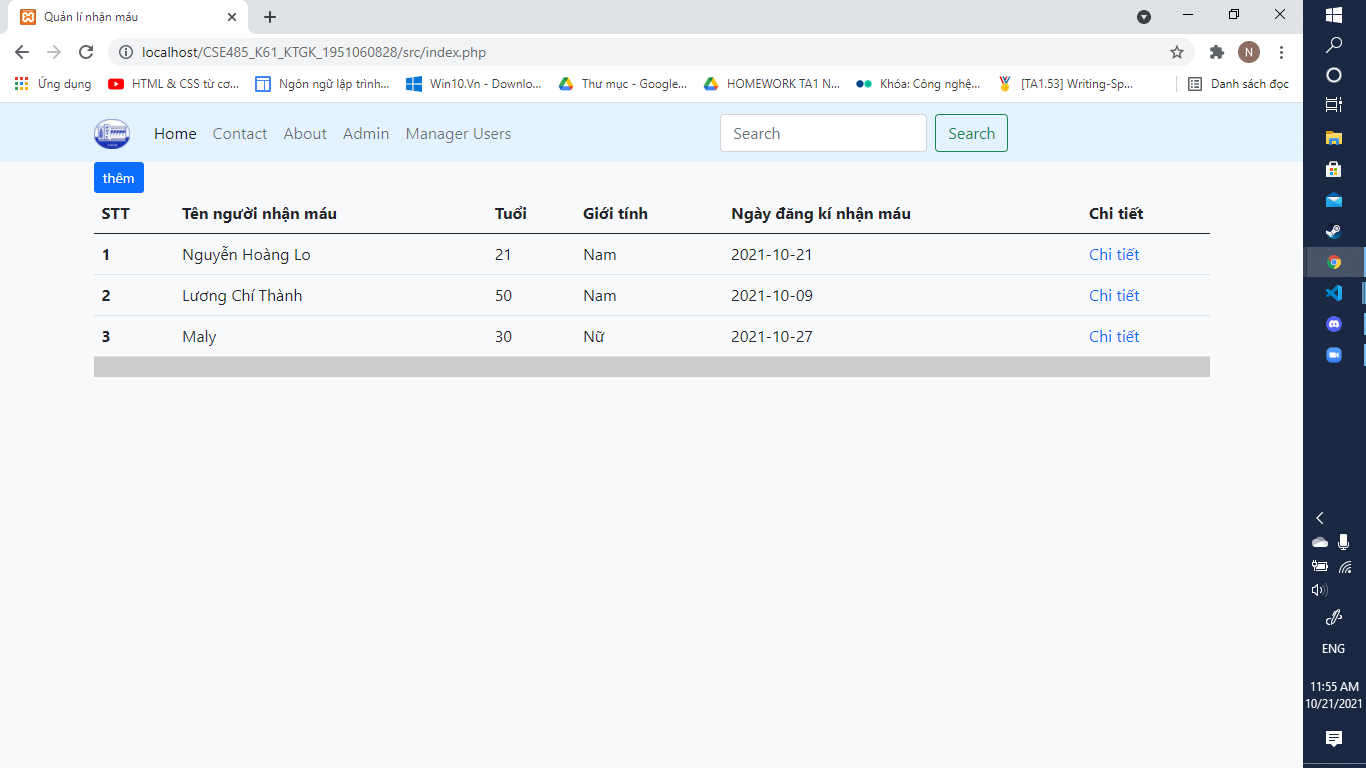 Quản lí nhận máu
localhost/CSE485_K61_KTGK_1951060828/src/index.php
N
Ứng dụng HTML & CSS từ cơ... Ngôn ngữ lập trình... Win10.Vn - Downlo... Thư mục - Google... HOMEWORK TA1 N... Khóa: Công nghệ,... [TA1.53] Writing-Sp... Danh sách đọc
Home Contact About Admin Manager Users Search Search
thêm
STT Tên người nhận máu Tuổi Giới tính Ngày đăng kí nhận máu Chi tiết
1 Nguyễn Hoàng Lo 21 Nam 2021-10-21 Chi tiết
2 Lương Chí Thành 50 Nam 2021-10-09 Chi tiết
3 Maly 30 Nữ 2021-10-27 Chi tiết
ENG
11:55 AM
10/21/2021